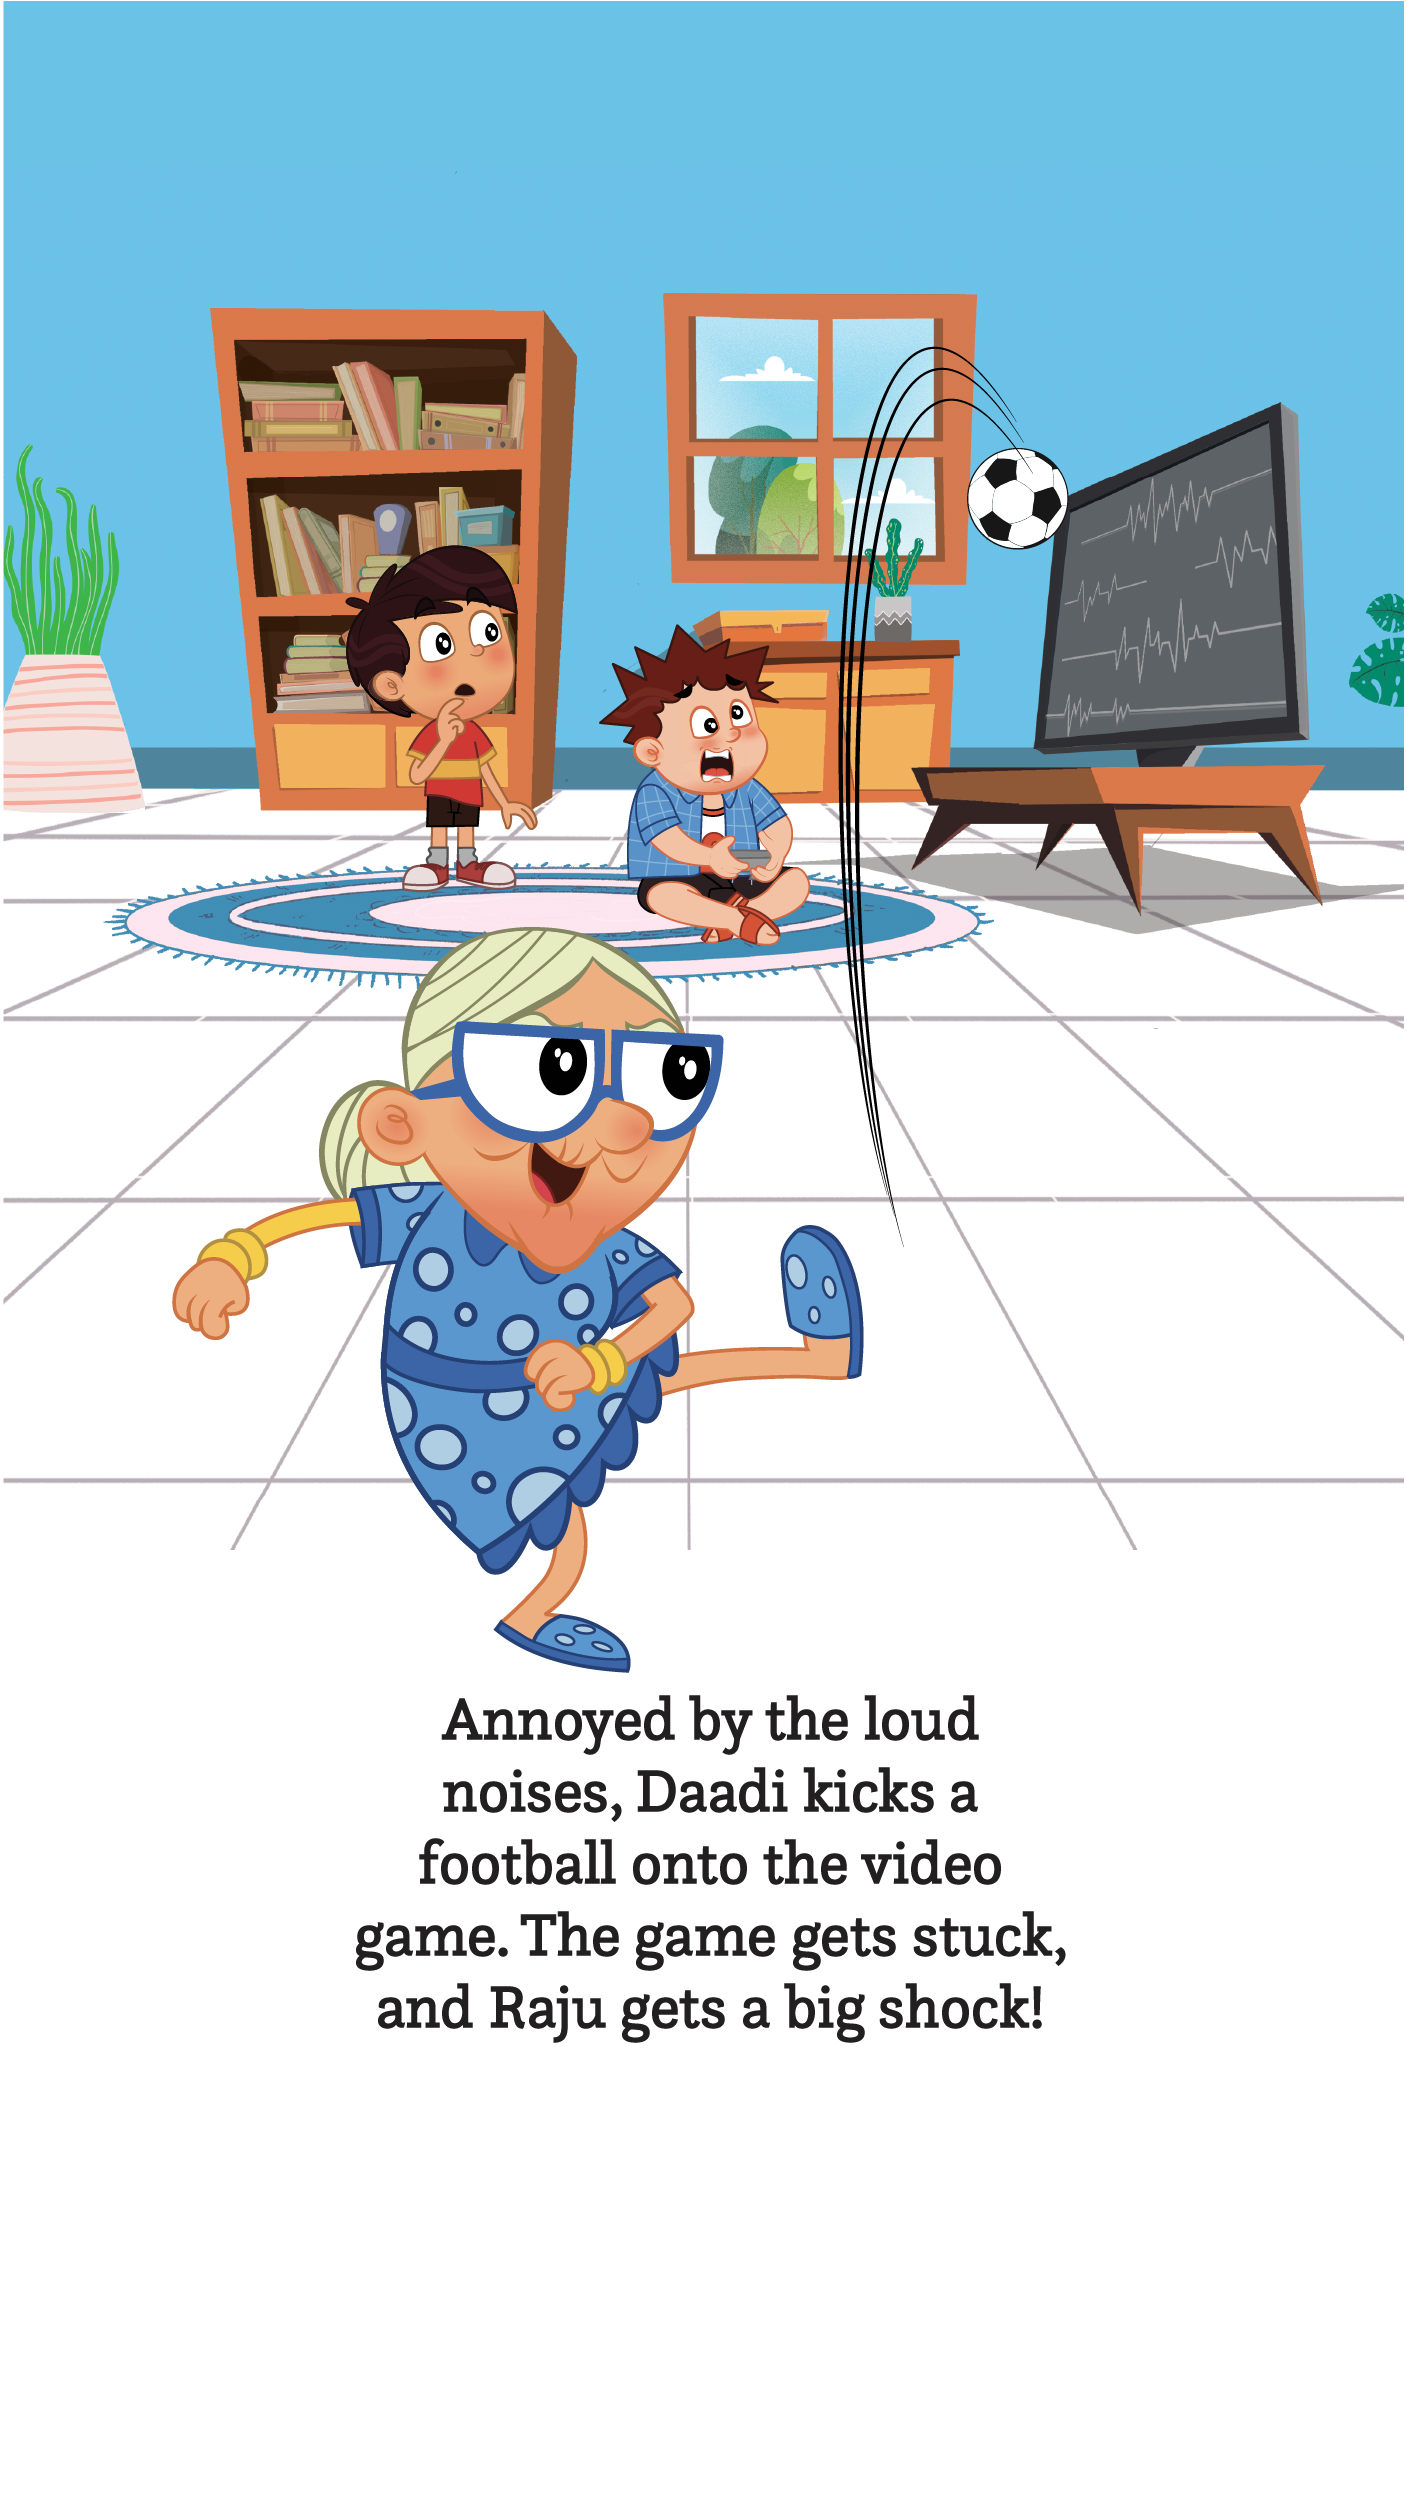 Annoyed by the loud
noises, Daadi kicks a
football onto the video
game. The game gets stuck,
and Raju gets a big shock!